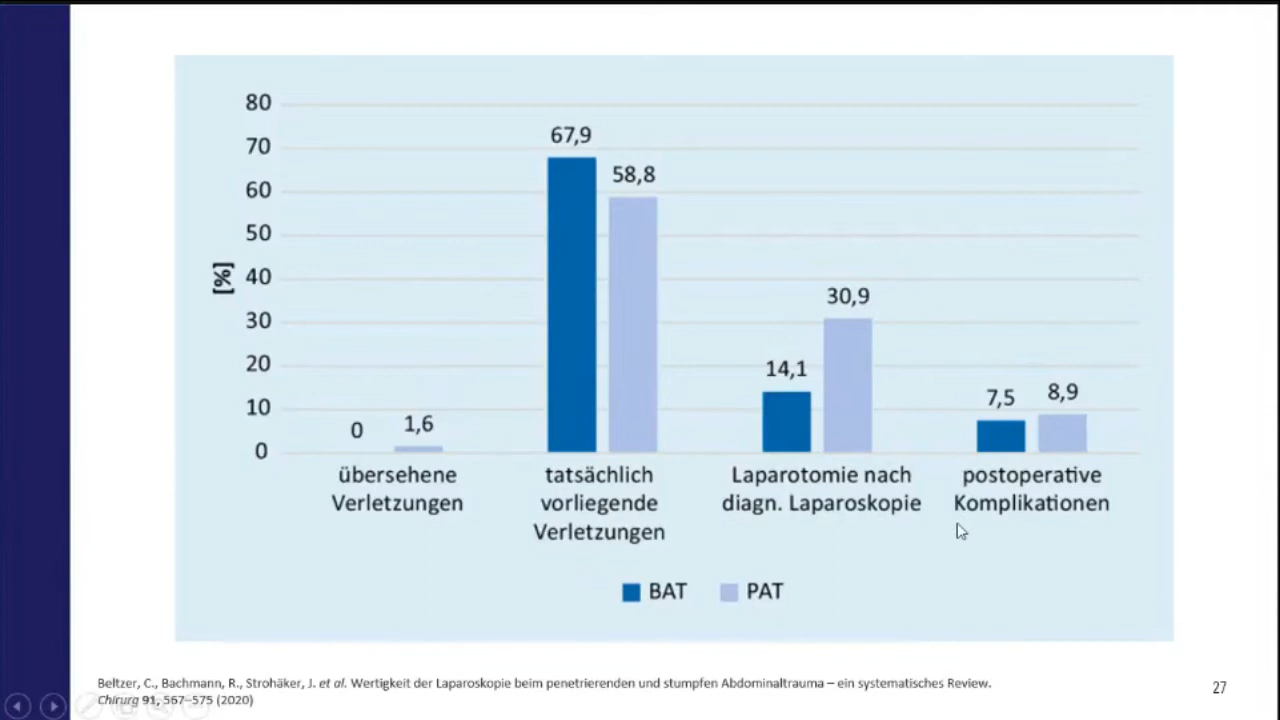 80
70
60
50
40
30
20
10
0
[%]
0
1,6
67,9
58,8
14,1
30,9
7,5
8,9
übersehene
Verletzungen
tatsächlich
vorliegende
Verletzungen
Laparotomie nach
diagn. Laparoskopie
postoperative
Komplikationen
BAT
PAT
Beltzer, C., Bachmann, R., Strohäker, J. et al. Wertigkeit der Laparoskopie beim penetrierenden und stumpfen Abdominaltrauma – ein systematisches Review.
Chirurg 91, 567–575 (2020)
27